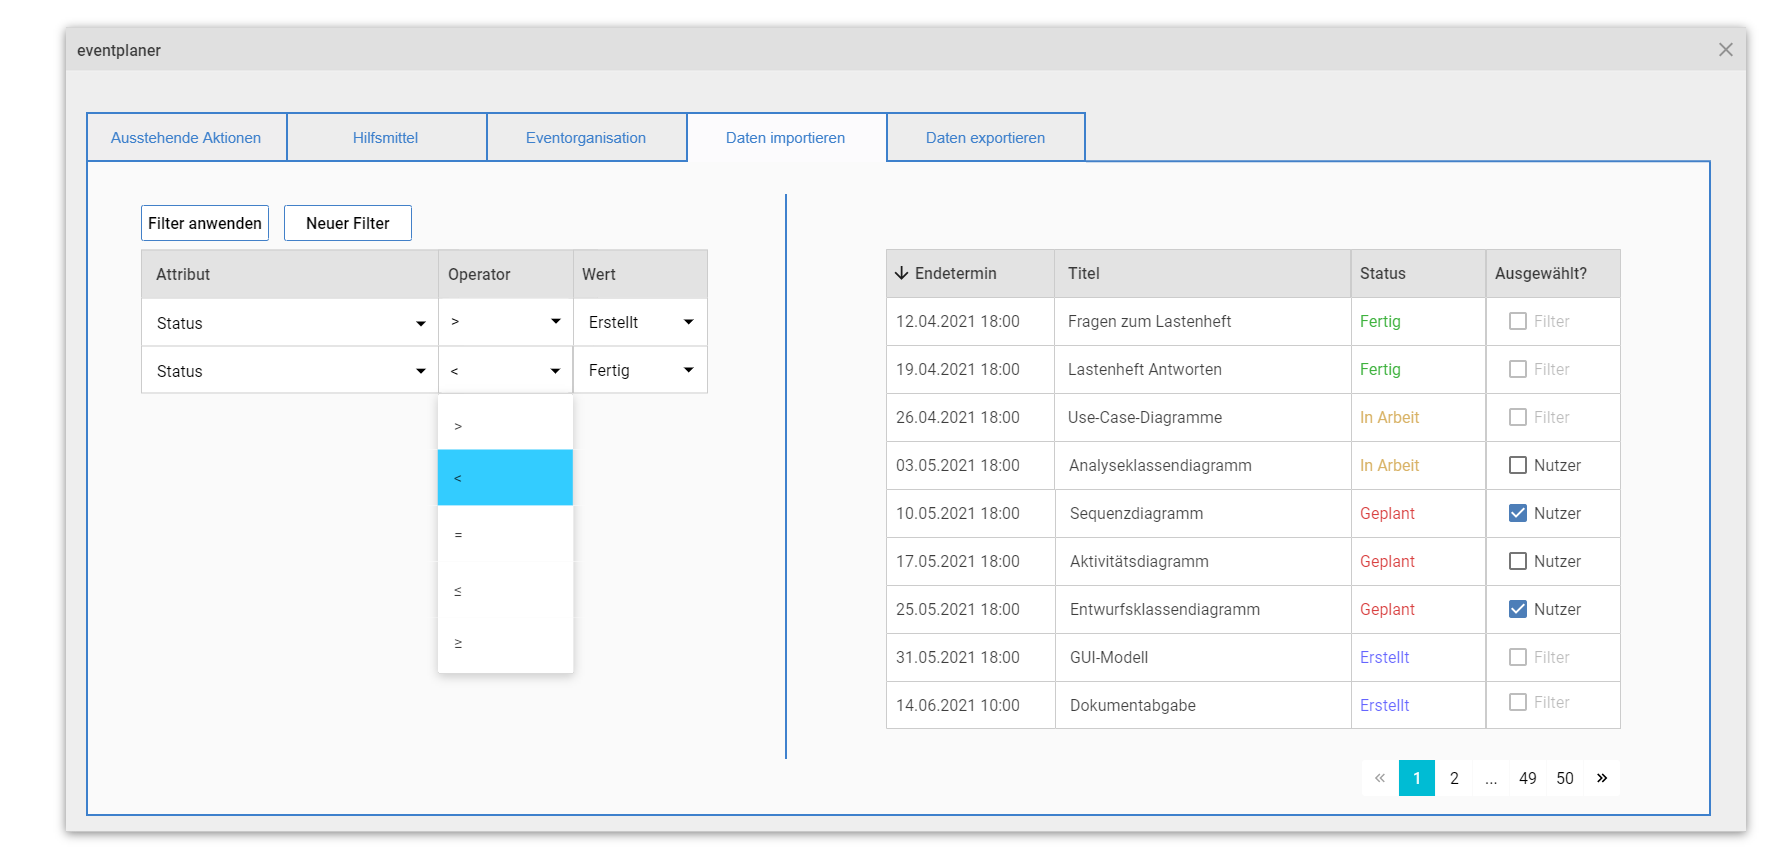 eventplaner
Ausstehende Aktionen Hilfsmittel Eventorganisation Daten importieren Daten exportieren
Filter anwenden Neuer Filter
Attribut Operator Wert
Status > Erstellt
Status < Fertig
>
<
=
≤
≥
Endetermin Titel Status Ausgewählt?
12.04.2021 18:00 Fragen zum Lastenheft Fertig Filter
19.04.2021 18:00 Lastenheft Antworten Fertig Filter
26.04.2021 18:00 Use-Case-Diagramme In Arbeit Filter
03.05.2021 18:00 Analyseklassendiagramm In Arbeit Nutzer
10.05.2021 18:00 Sequenzdiagramm Geplant Nutzer
17.05.2021 18:00 Aktivitätsdiagramm Geplant Nutzer
25.05.2021 18:00 Entwurfsklassendiagramm Geplant Nutzer
31.05.2021 18:00 GUI-Modell Erstellt Filter
14.06.2021 10:00 Dokumentabgabe Erstellt Filter
« 1 2 ... 49 50 »